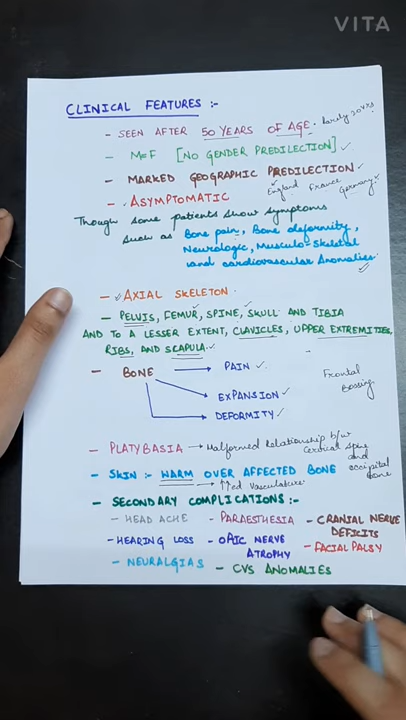 VITA
CLINICAL FEATURES :-
- SEEN AFTER 50 YEARS OF AGE. Rarely 20 yrs
- M=F [NO GENDER PREDILECTION]
- MARKED GEOGRAPHIC PREDILECTION
England France Germany
- ASYMPTOMATIC
Though some patients show symptoms
such as Bone pain, Bone deformity,
Neurologic, Musculo-Skeletal
and cardiovascular Anomalies.
- AXIAL SKELETON
- PELVIS, FEMUR, SPINE, SKULL AND TIBIA
AND TO A LESSER EXTENT, CLAVICLES, UPPER EXTREMITIES,
RIBS, AND SCAPULA.
- BONE → PAIN
→ EXPANSION
→ DEFORMITY
Frontal
Bossing
- PLATYBASIA → Malformed relationship b/w
Cervical spine
and
occipital
Bone
- SKIN :- WARM OVER AFFECTED BONE
→ ↑↑ed Vasculature
- SECONDARY COMPLICATIONS :-
- HEAD ACHE - PARAESTHESIA - CRANIAL NERVE
DEFICITS
- HEARING LOSS - OPTIC NERVE
ATROPHY
- FACIAL PALSY
- NEURALGIAS - CVS ANOMALIES